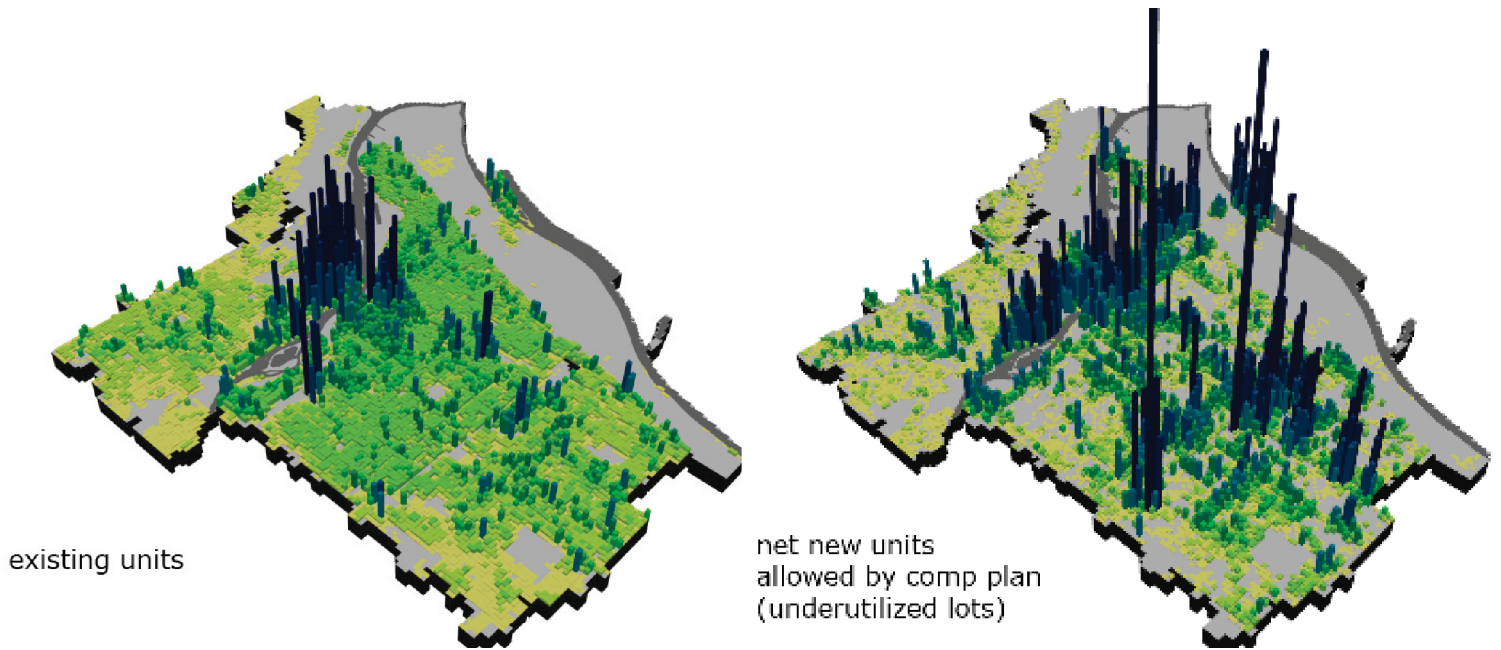 existing units
net new units
allowed by comp plan
(underutilized lots)